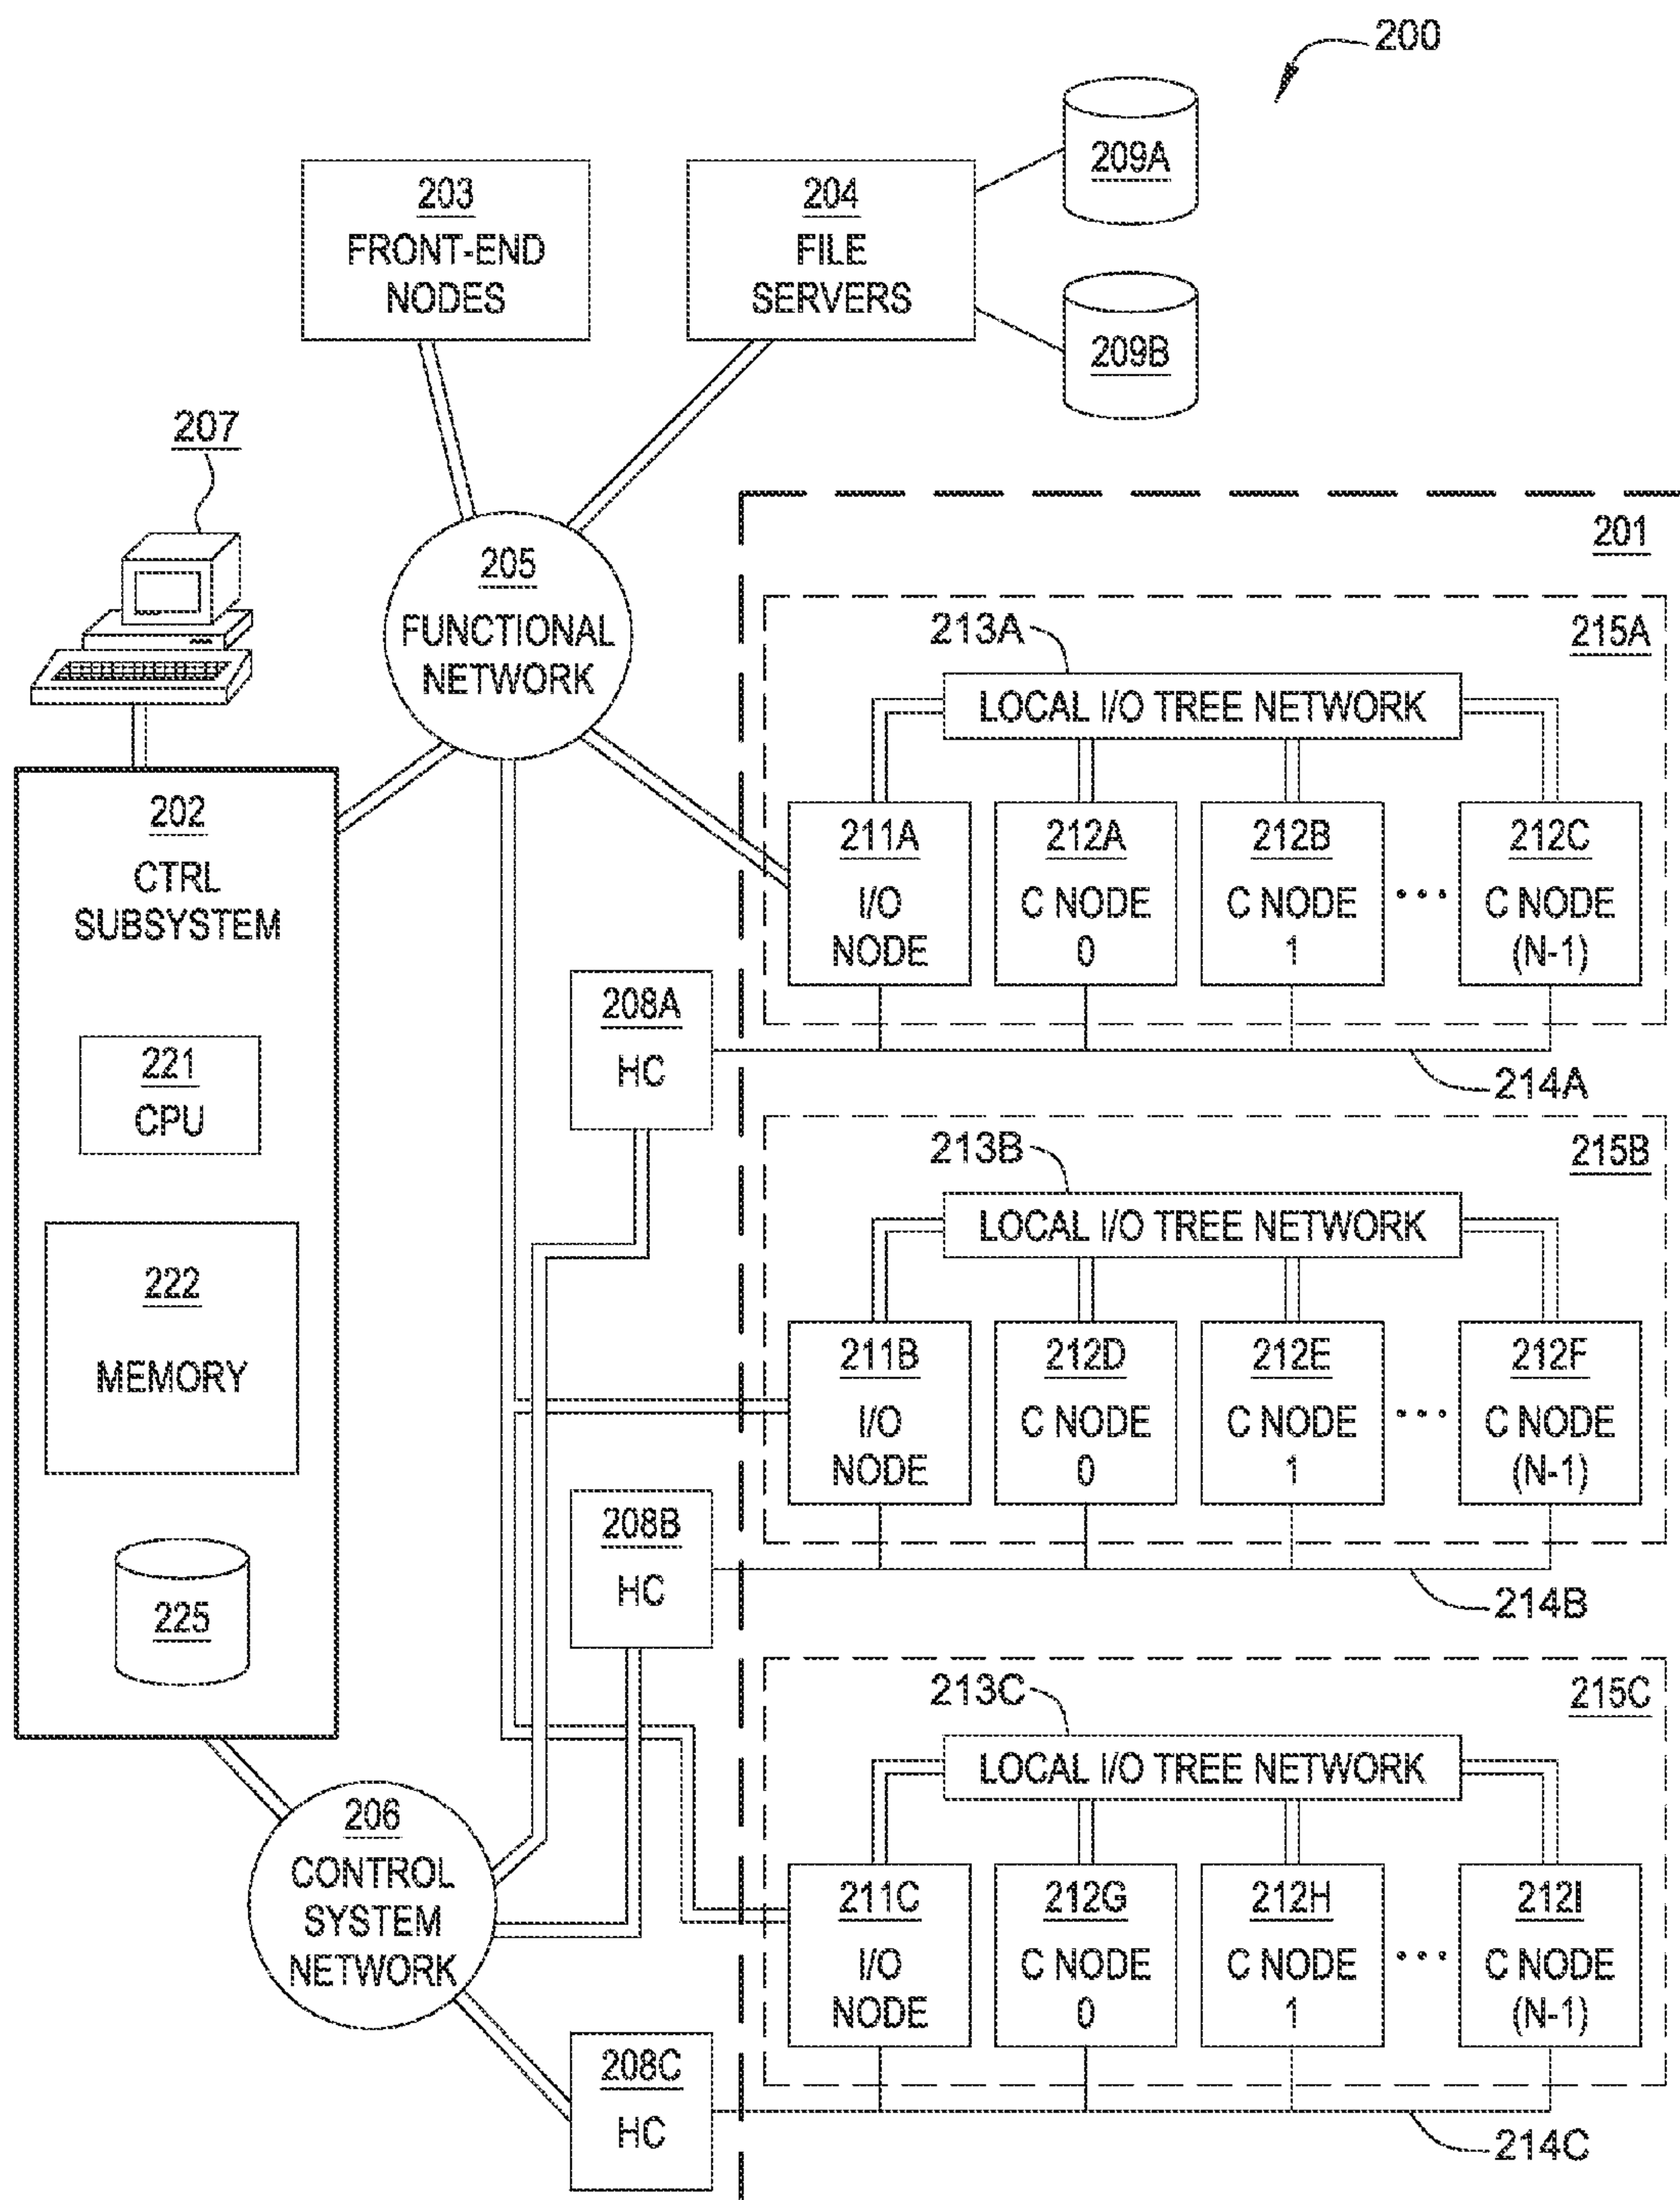 200
203
FRONT-END
NODES
204
FILE
SERVERS
209A
209B
207
205
FUNCTIONAL
NETWORK
201
202
CTRL
SUBSYSTEM
221
CPU
222
MEMORY
225
206
CONTROL
SYSTEM
NETWORK
208A
HC
208B
HC
208C
HC
215A
213A
LOCAL I/O TREE NETWORK
211A
I/O
NODE
212A
C NODE
0
212B
C NODE
1
• • •
212C
C NODE
(N-1)
214A
215B
213B
LOCAL I/O TREE NETWORK
211B
I/O
NODE
212D
C NODE
0
212E
C NODE
1
• • •
212F
C NODE
(N-1)
214B
215C
213C
LOCAL I/O TREE NETWORK
211C
I/O
NODE
212G
C NODE
0
212H
C NODE
1
• • •
212I
C NODE
(N-1)
214C